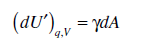 (dU′)q,V = γdA